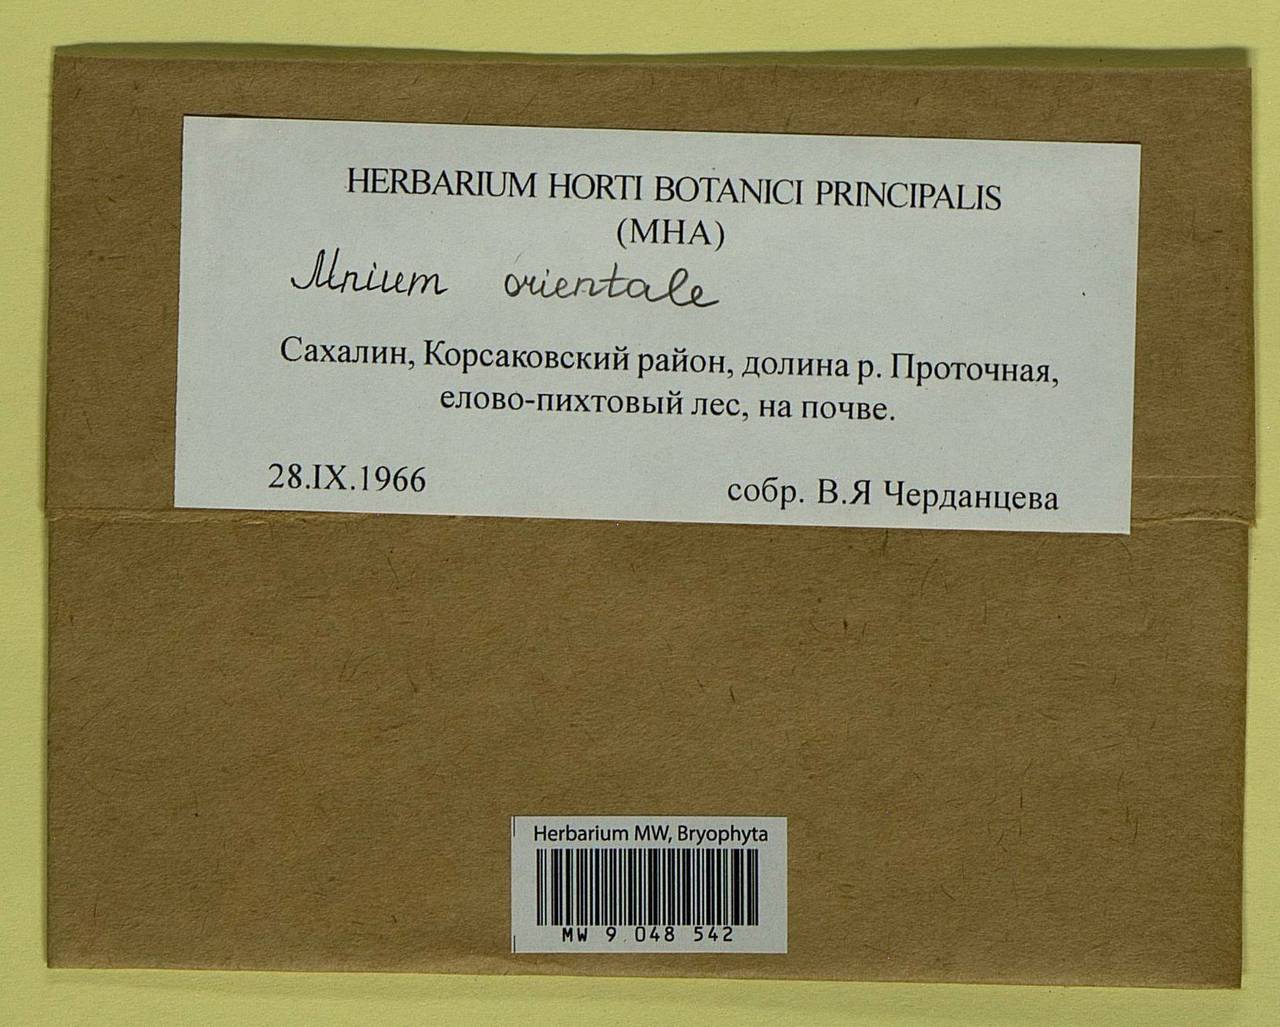 HERBARIUM HORTI BOTANICI PRINCIPALIS
(MHA)
Mnium orientale
Сахалин, Корсаковский район, долина р. Проточная,
елово-пихтовый лес, на почве.
28.IX.1966 собр. В.Я Черданцева
Herbarium MW, Bryophyta
MW 9 048 542